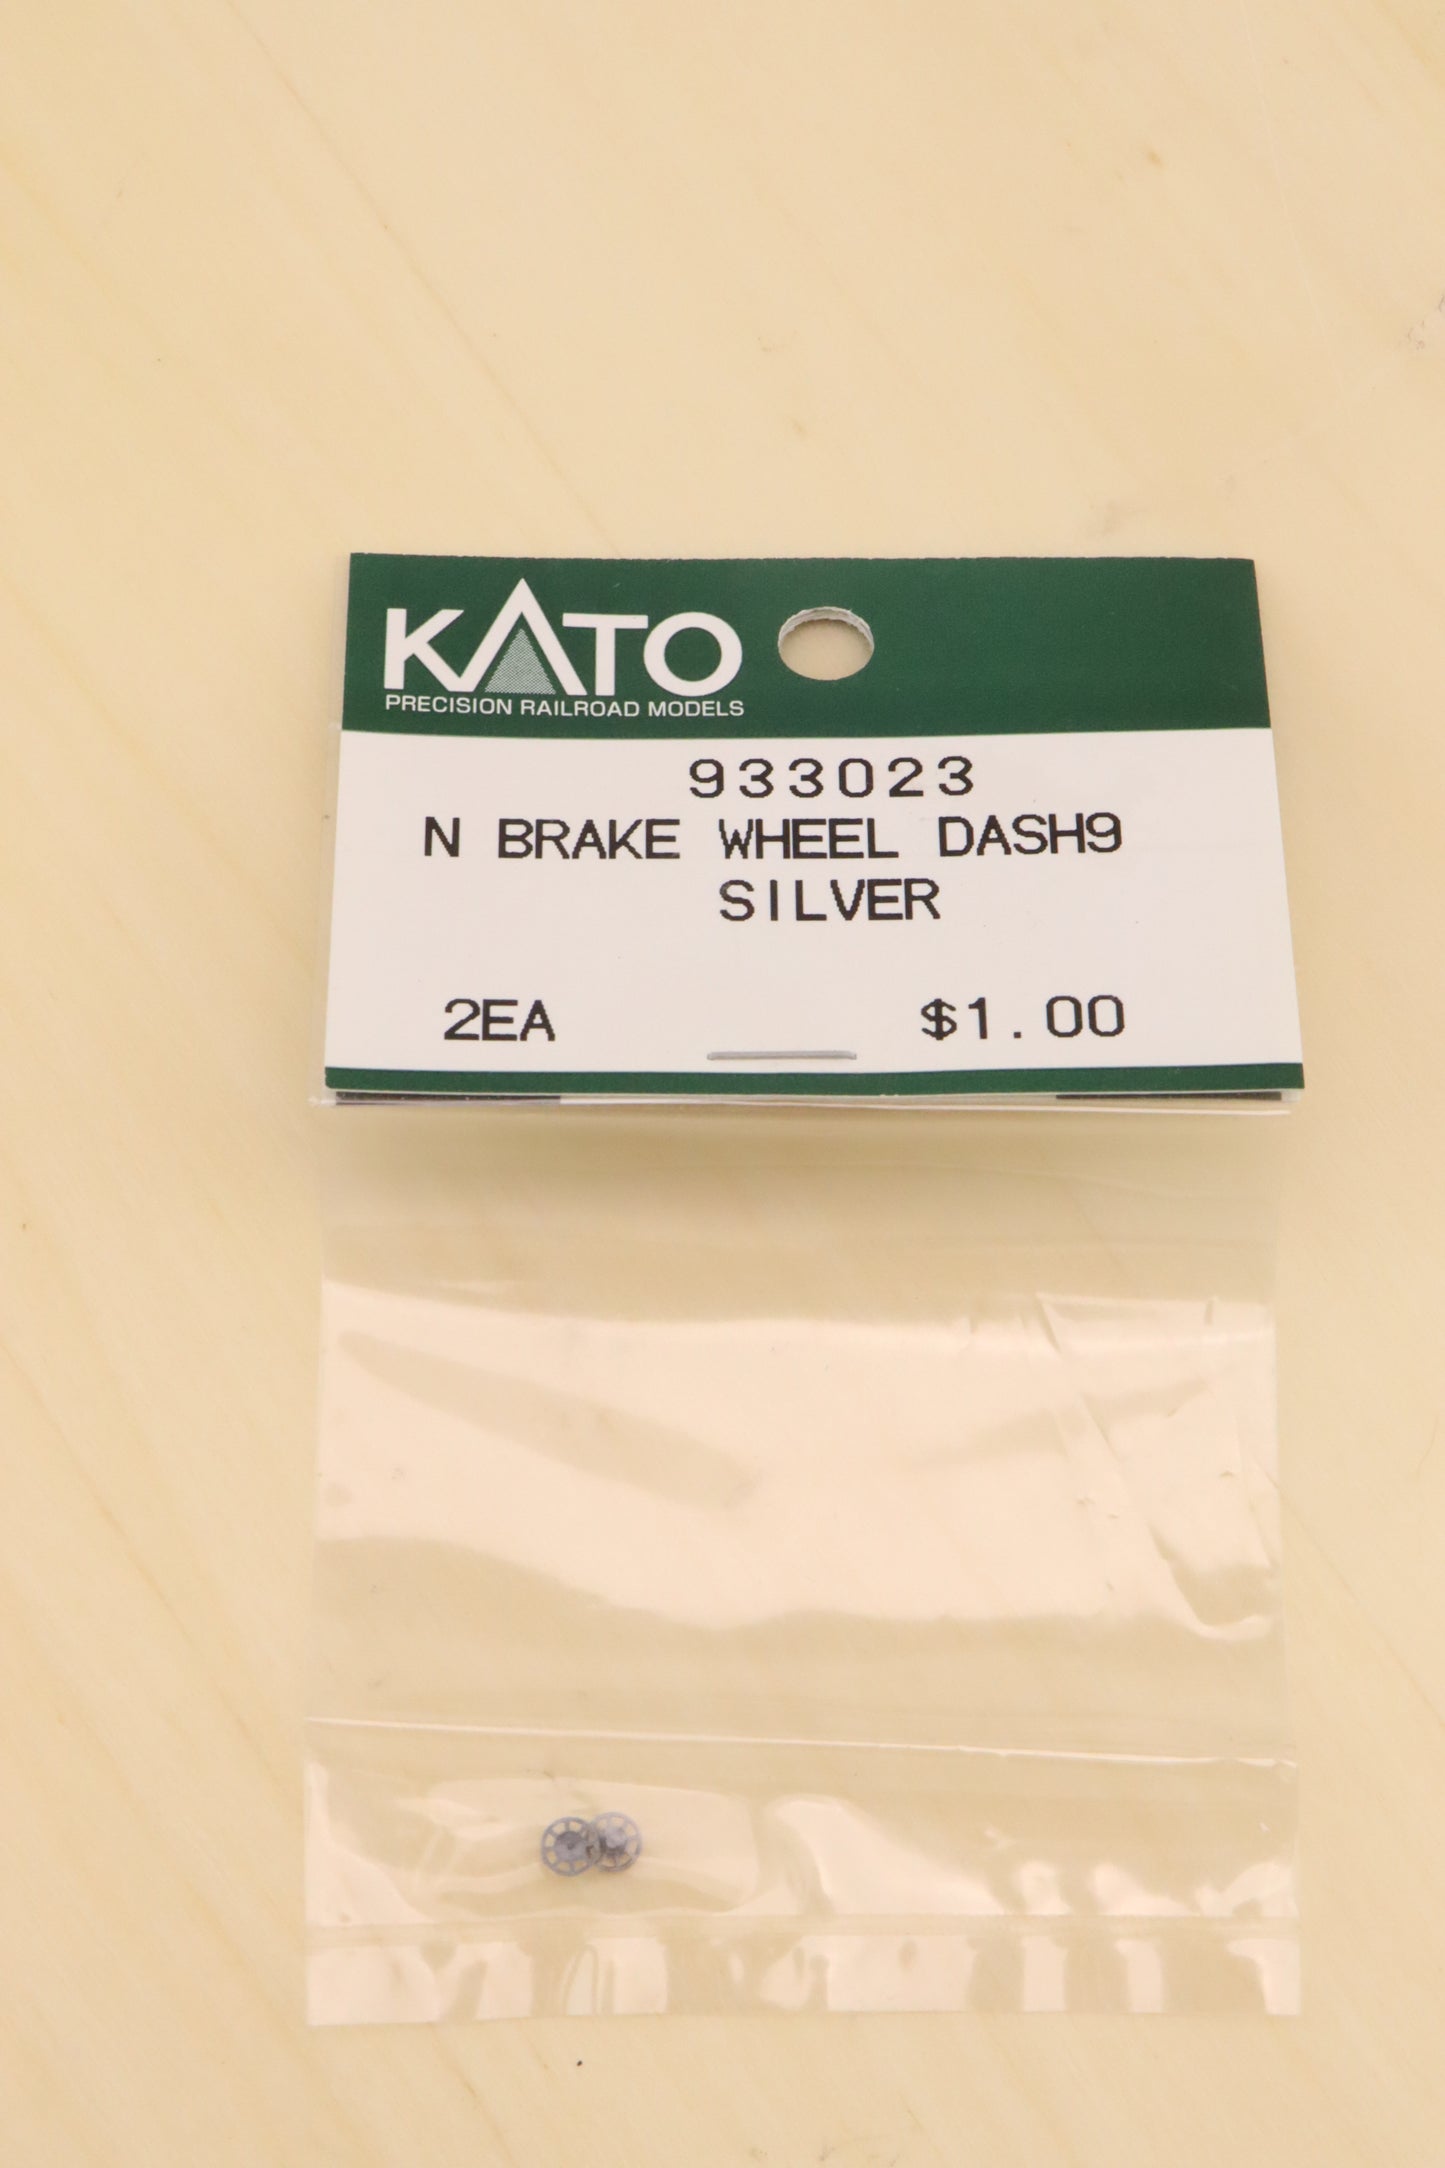 KATO
PRECISION RAILROAD MODELS
933023
N BRAKE WHEEL DASH9
SILVER
2EA $1.00